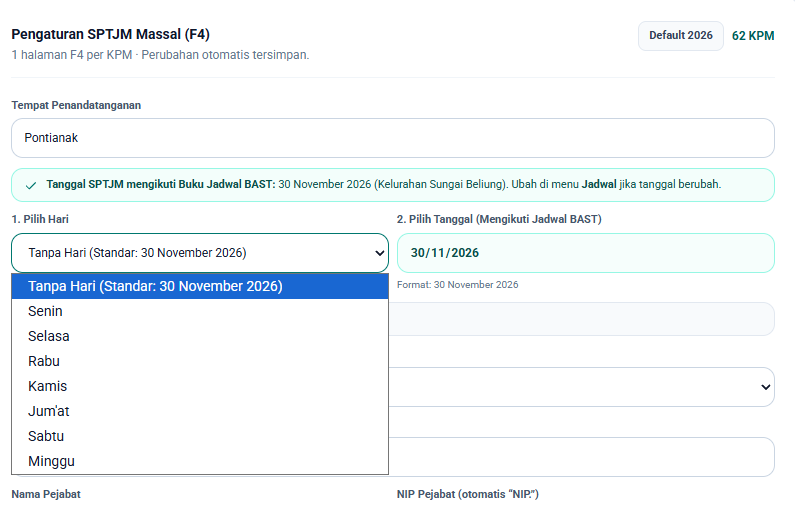 Pengaturan SPTJM Massal (F4)
Default 2026
62 KPM
1 halaman F4 per KPM · Perubahan otomatis tersimpan.
Tempat Penandatanganan
Pontianak
Tanggal SPTJM mengikuti Buku Jadwal BAST: 30 November 2026 (Kelurahan Sungai Beliung). Ubah di menu Jadwal jika tanggal berubah.
1. Pilih Hari
2. Pilih Tanggal (Mengikuti Jadwal BAST)
Tanpa Hari (Standar: 30 November 2026)
30/11/2026
Tanpa Hari (Standar: 30 November 2026)
Format: 30 November 2026
Senin
Selasa
Rabu
Kamis
Jum'at
Sabtu
Minggu
Nama Pejabat
NIP Pejabat (otomatis "NIP.")